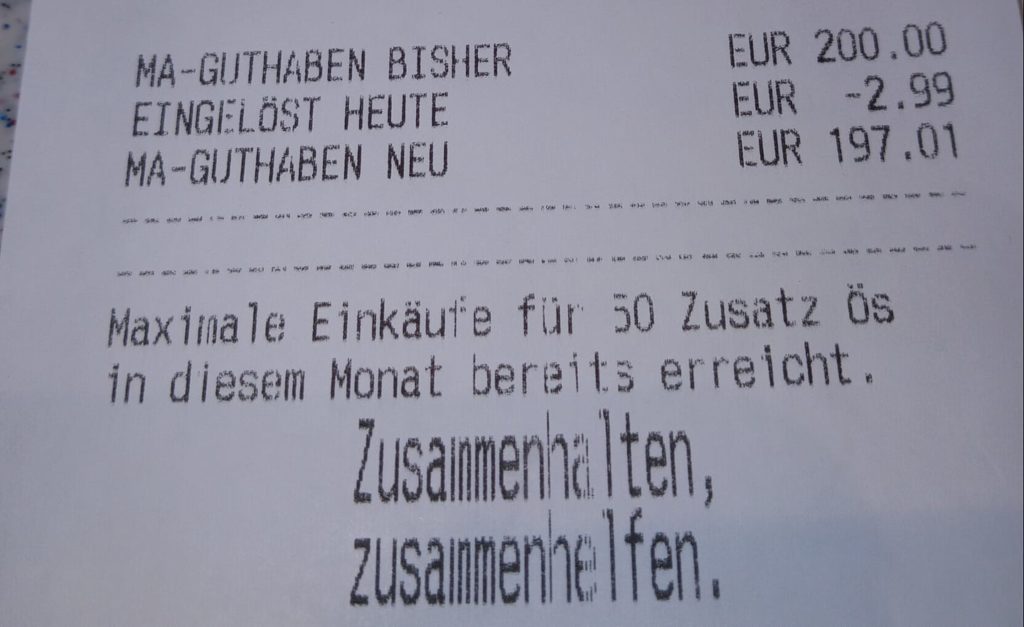 MA-GUTHABEN BISHER EUR 200.00
EINGELÖST HEUTE EUR -2.99
MA-GUTHABEN NEU EUR 197.01
Maximale Einkäufe für 50 Zusatz Ös
in diesem Monat bereits erreicht.
Zusammenhalten,
zusammenhelfen.